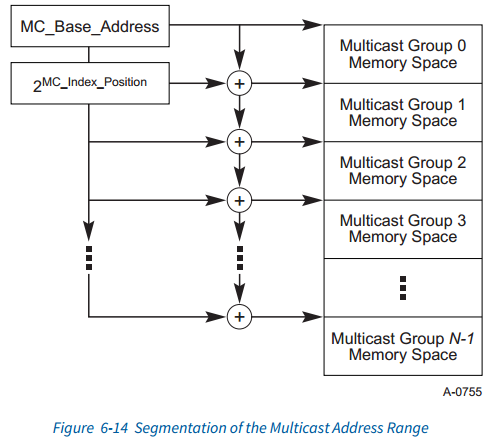 MC_Base_Address
2MC_Index_Position
Multicast Group 0
Memory Space
Multicast Group 1
Memory Space
Multicast Group 2
Memory Space
Multicast Group 3
Memory Space
Multicast Group N-1
Memory Space
+
+
+
+
A-0755
Figure 6-14 Segmentation of the Multicast Address Range